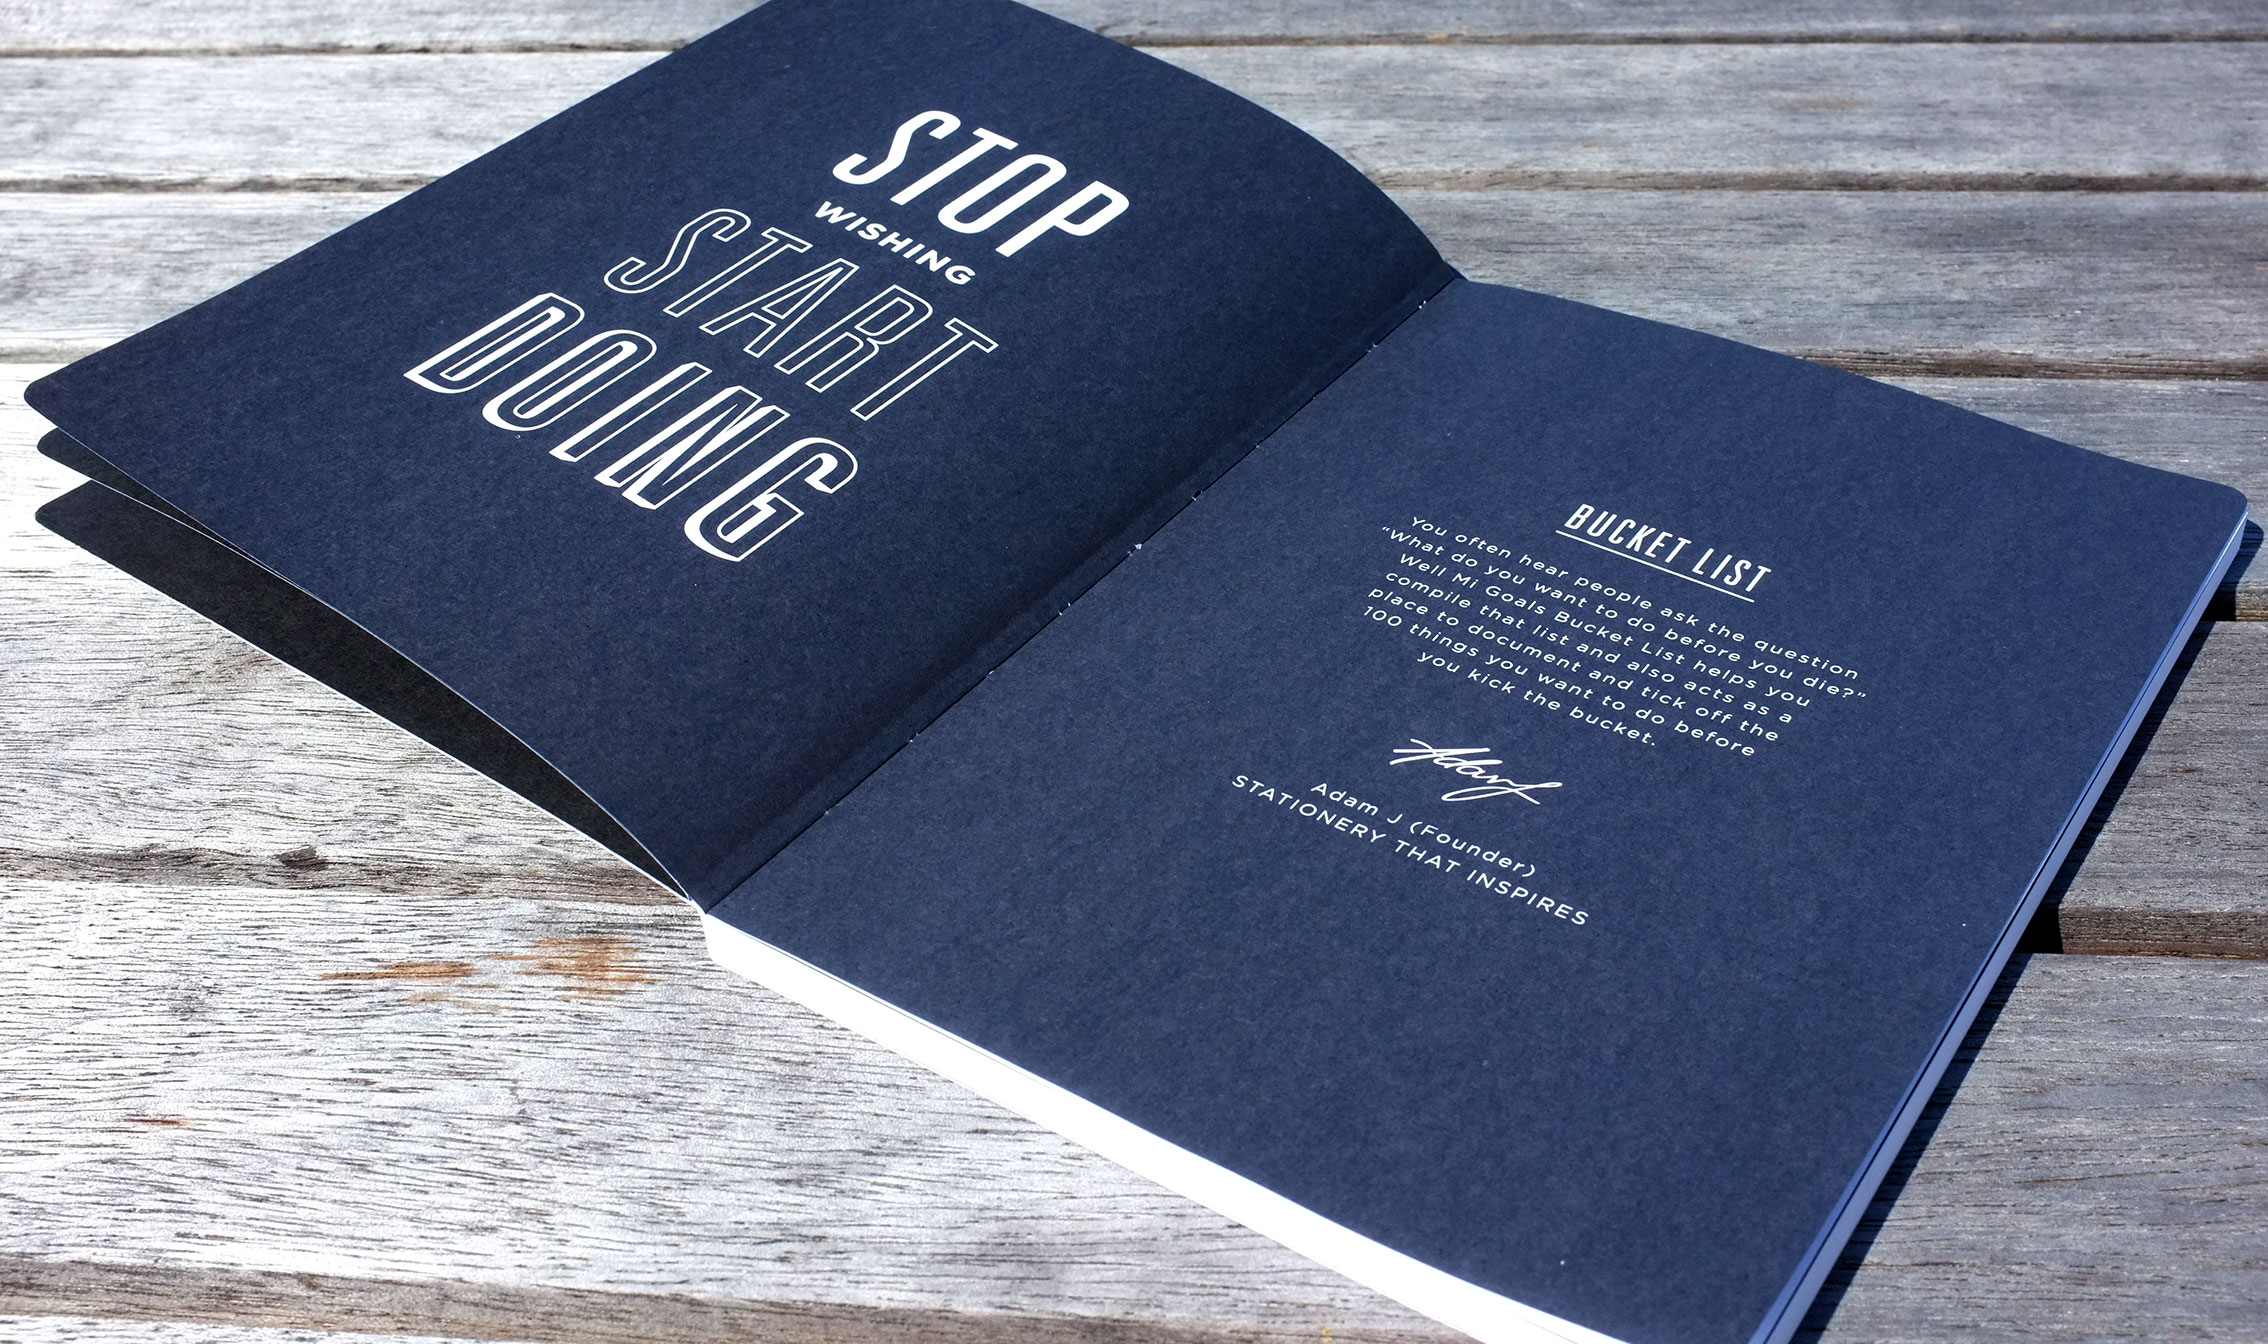 STOP
WISHING
START
DOING
BUCKET LIST
You often hear people ask the question
“What do you want to do before you die?”
Well Mi Goals Bucket List helps you
compile that list and also acts as a
place to document and tick off the
100 things you want to do before
you kick the bucket.
Adam J
Adam J (Founder)
STATIONERY THAT INSPIRES